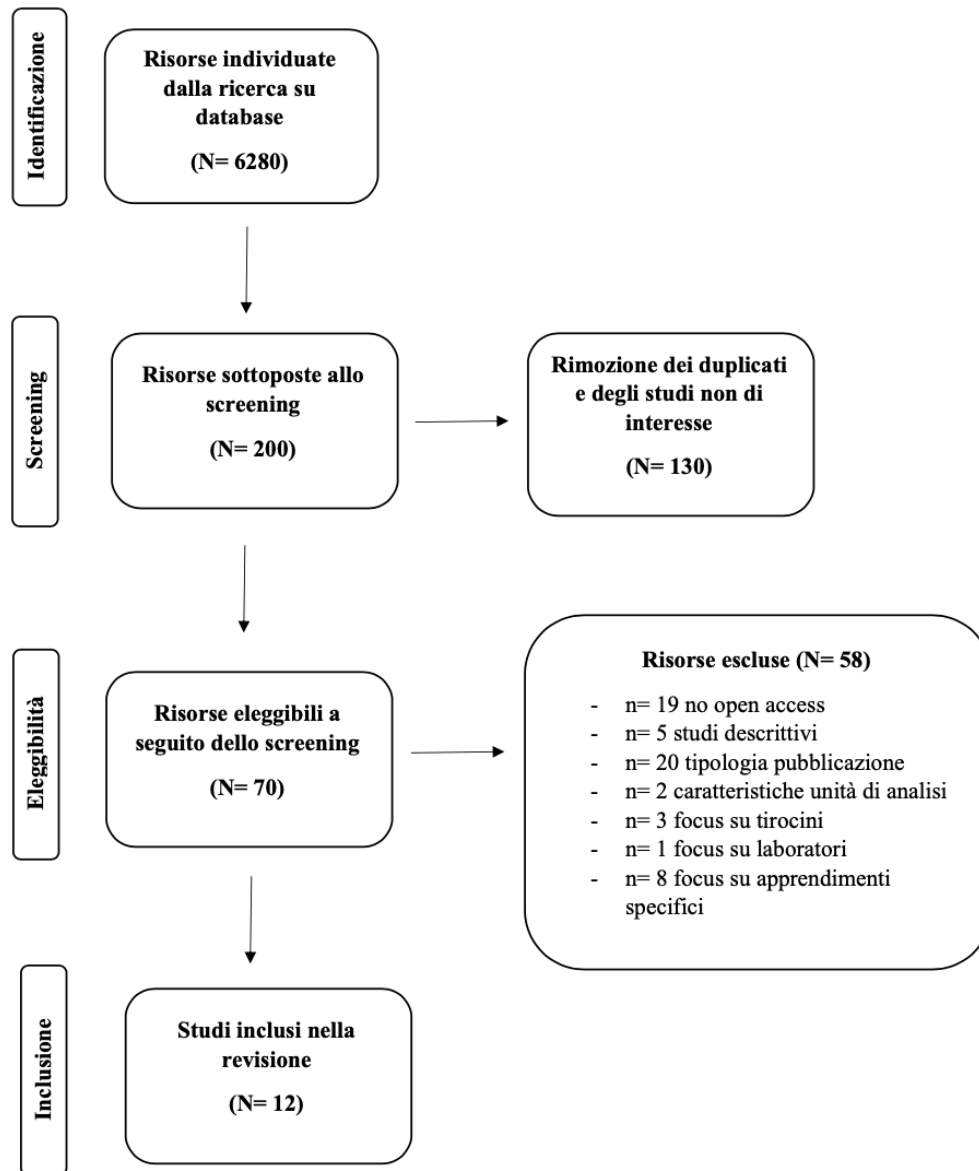 Identificazione
Risorse individuate
dalla ricerca su
database
(N= 6280)
Screening
Risorse sottoposte allo
screening
(N= 200)
Rimozione dei duplicati
e degli studi non di
interesse
(N= 130)
Eleggibilità
Risorse eleggibili a
seguito dello screening
(N= 70)
Risorse escluse (N= 58)
- n= 19 no open access
- n= 5 studi descrittivi
- n= 20 tipologia pubblicazione
- n= 2 caratteristiche unità di analisi
- n= 3 focus su tirocini
- n= 1 focus su laboratori
- n= 8 focus su apprendimenti
specifici
Inclusione
Studi inclusi nella
revisione
(N= 12)